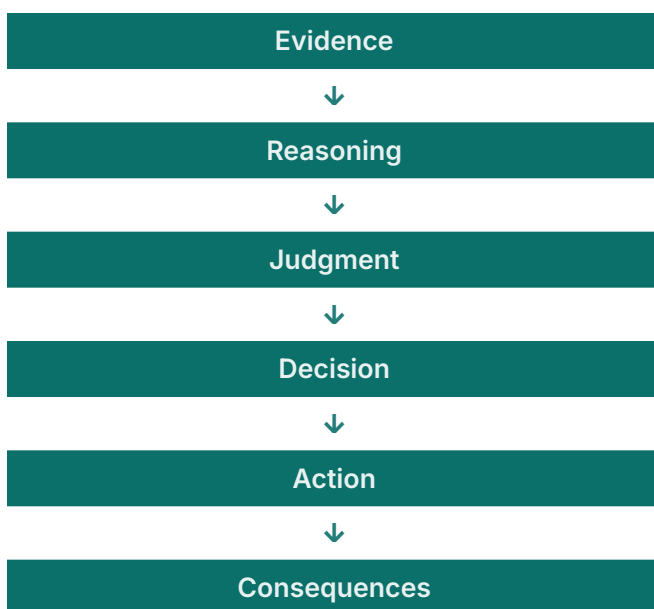 Evidence
↓
Reasoning
↓
Judgment
↓
Decision
↓
Action
↓
Consequences